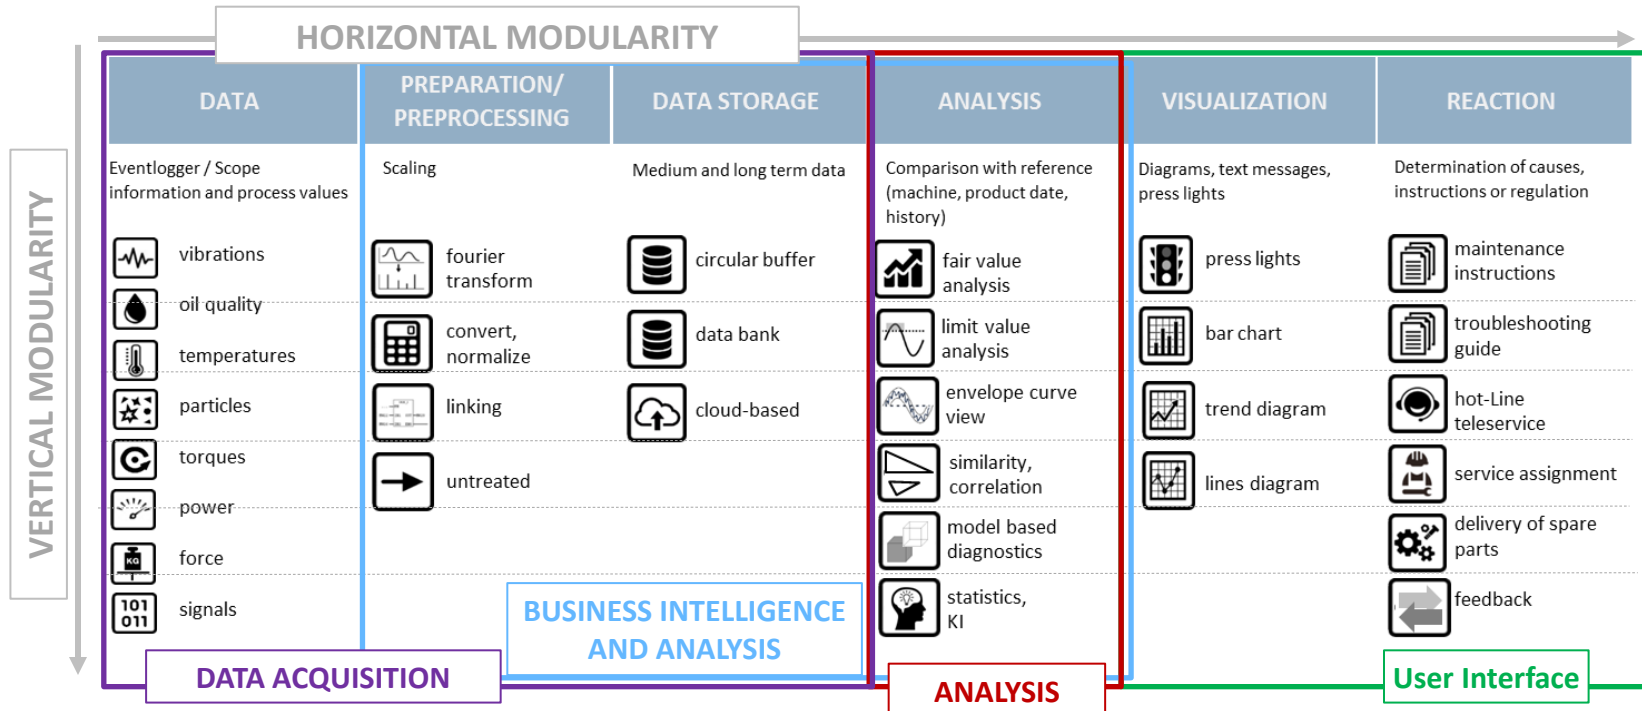 HORIZONTAL MODULARITY
VERTICAL MODULARITY
DATA
Eventlogger / Scope
information and process values
vibrations
oil quality
temperatures
particles
torques
power
KG
force
101
011
signals
PREPARATION/
PREPROCESSING
Scaling
fourier
transform
0
convert,
normalize
linking
untreated
DATA STORAGE
Medium and long term data
circular buffer
data bank
cloud-based
ANALYSIS
Comparison with reference
(machine, product date,
history)
fair value
analysis
limit value
analysis
envelope curve
view
similarity,
correlation
model based
diagnostics
statistics,
KI
VISUALIZATION
Diagrams, text messages,
press lights
press lights
bar chart
trend diagram
lines diagram
REACTION
Determination of causes,
instructions or regulation
maintenance
instructions
troubleshooting
guide
hot-Line
teleservice
service assignment
delivery of spare
parts
feedback
BUSINESS INTELLIGENCE
AND ANALYSIS
DATA ACQUISITION
ANALYSIS
User Interface